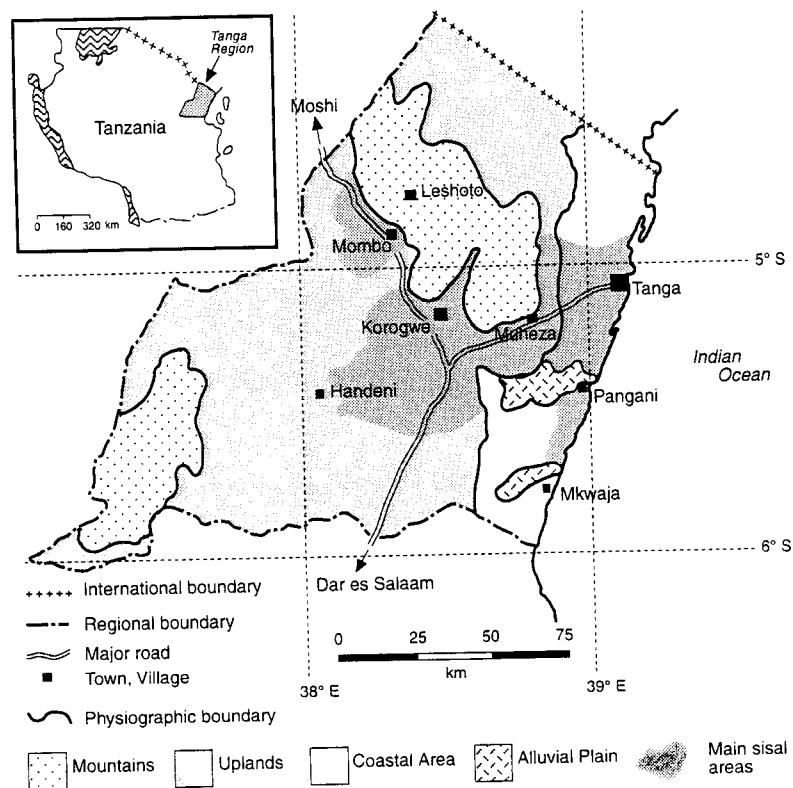 Tanga
Region
Tanzania
0 160 320 km
Moshi
Leshoto
Mombo
5° S
Tanga
Korogwe
Muheza
Indian
Ocean
Handeni
Pangani
Mkwaja
6° S
Dar es Salaam
International boundary
Regional boundary
Major road
Town, Village
Physiographic boundary
0 25 50 75
km
38° E
39° E
Mountains
Uplands
Coastal Area
Alluvial Plain
Main sisal
areas